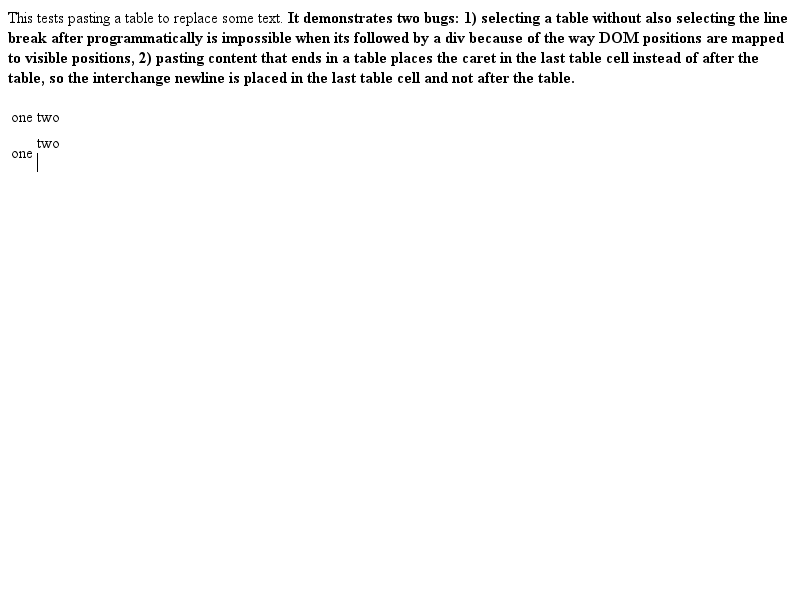 This tests pasting a table to replace some text. It demonstrates two bugs: 1) selecting a table without also selecting the line
break after programmatically is impossible when its followed by a div because of the way DOM positions are mapped
to visible positions, 2) pasting content that ends in a table places the caret in the last table cell instead of after the
table, so the interchange newline is placed in the last table cell and not after the table.
one two
two
one